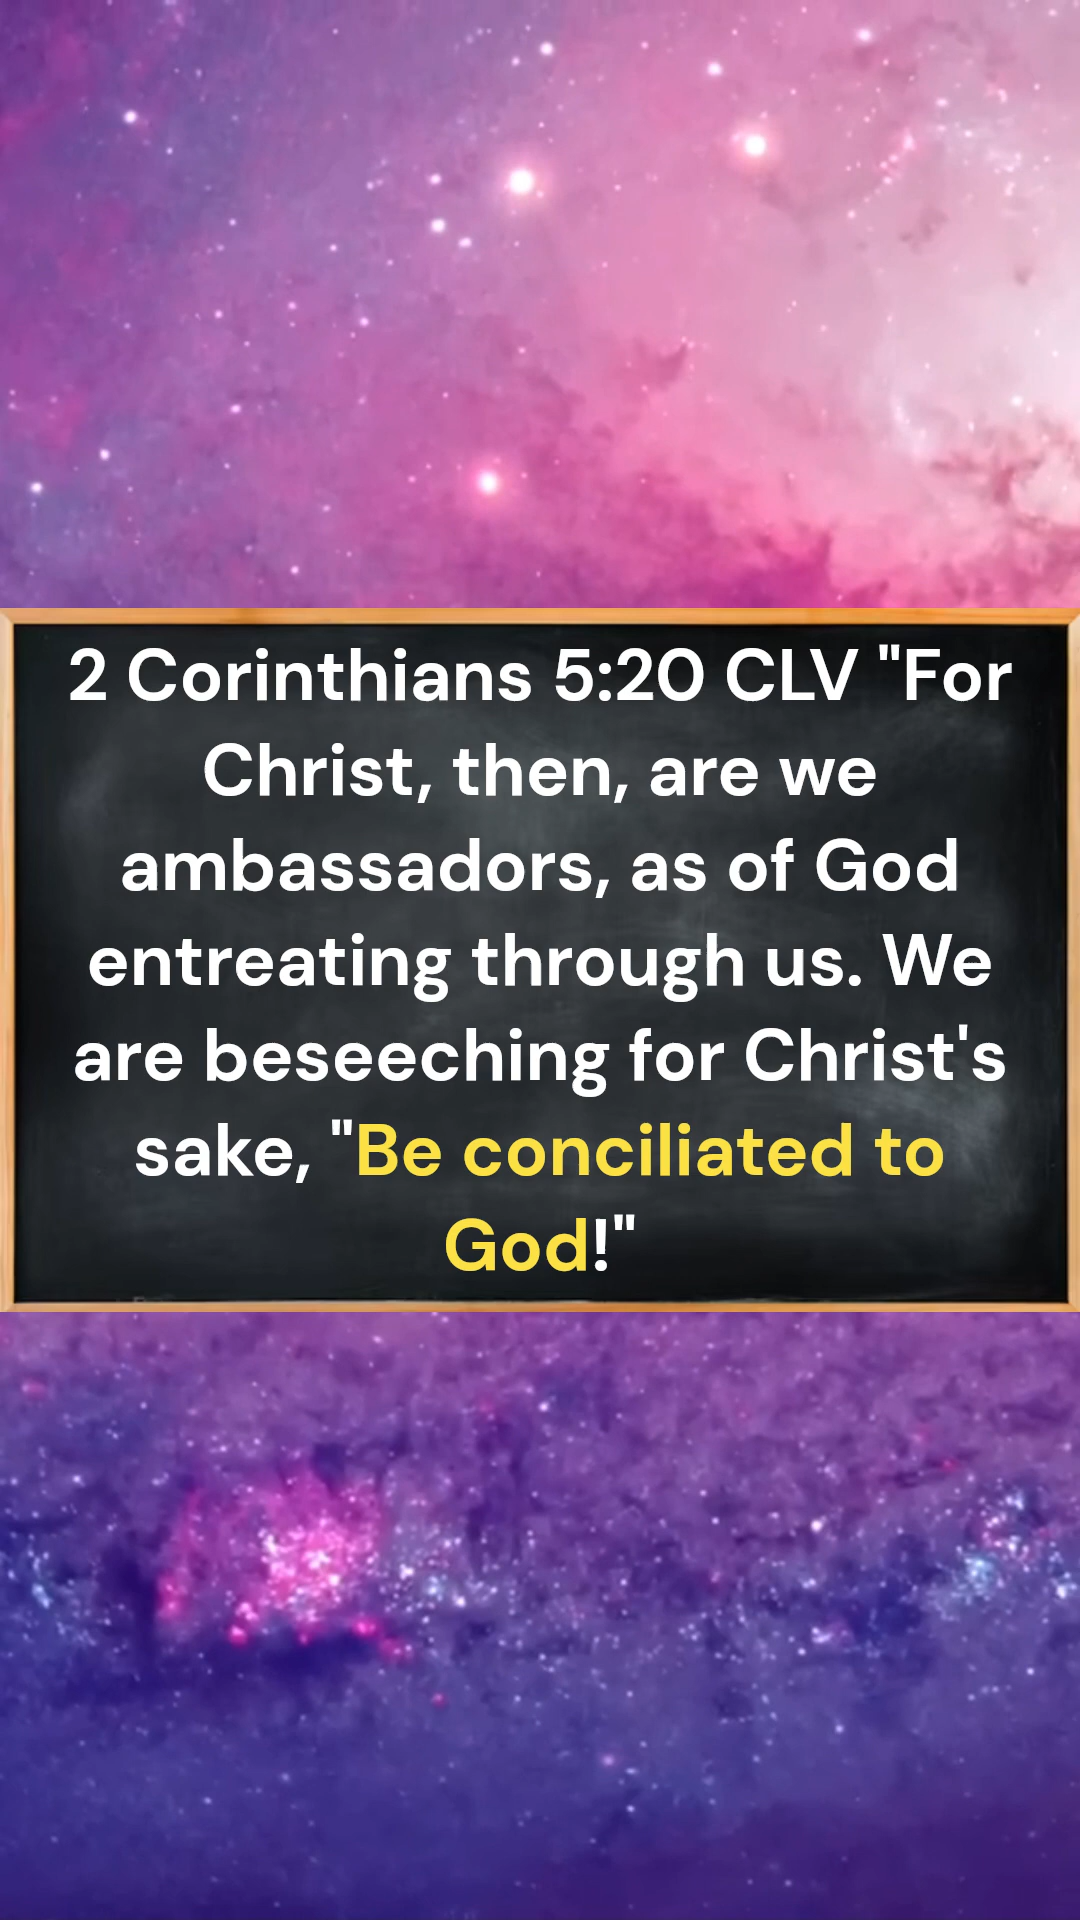 2 Corinthians 5:20 CLV "For
Christ, then, are we
ambassadors, as of God
entreating through us. We
are beseeching for Christ's
sake, "Be conciliated to
God!"